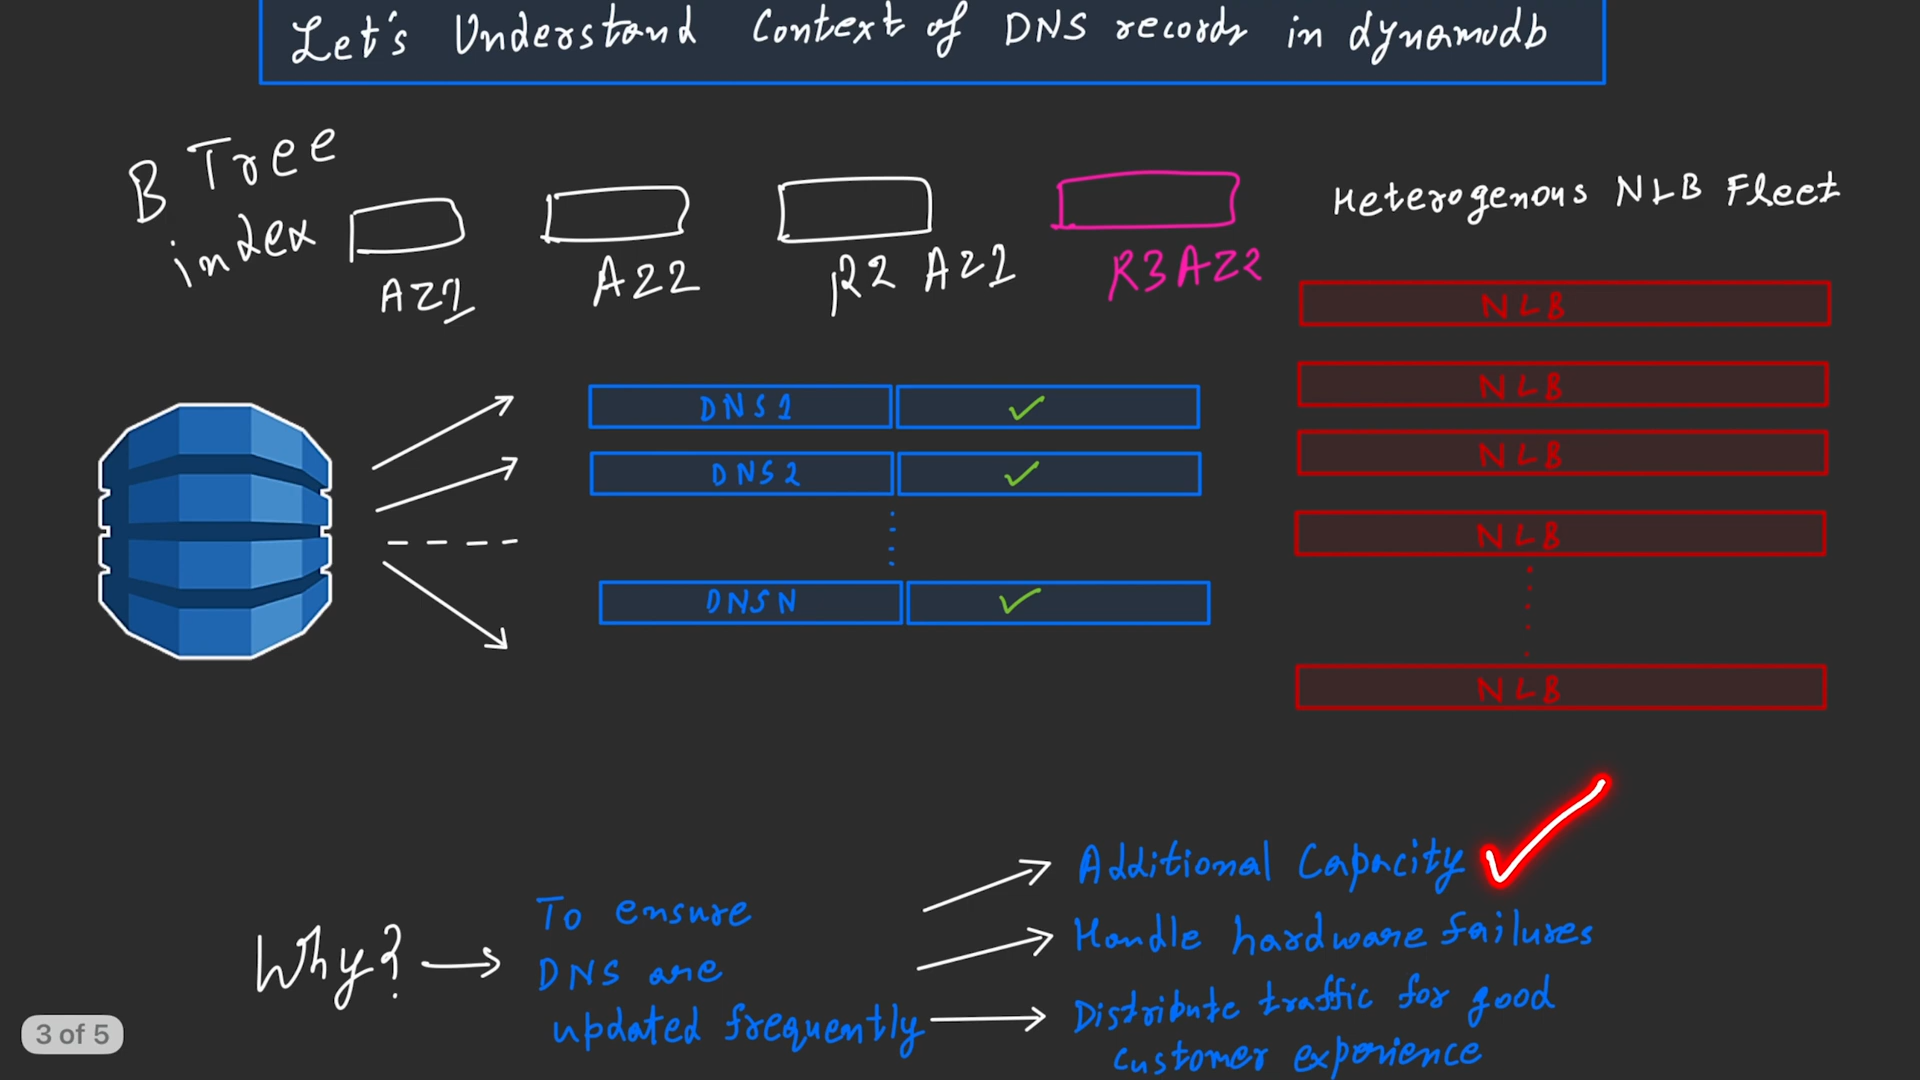 Let's Understand Context of DNS records in dynamodb
B Tree
index
AZ1
AZ2
R2 AZ1
R3AZ2
Heterogenous NLB Fleet
NLB
NLB
NLB
NLB
NLB
DNS1
DNS2
DNSN
Why?
To ensure
DNS are
updated frequently
Additional Capacity
Handle hardware failures
Distribute traffic for good
customer experience
3 of 5